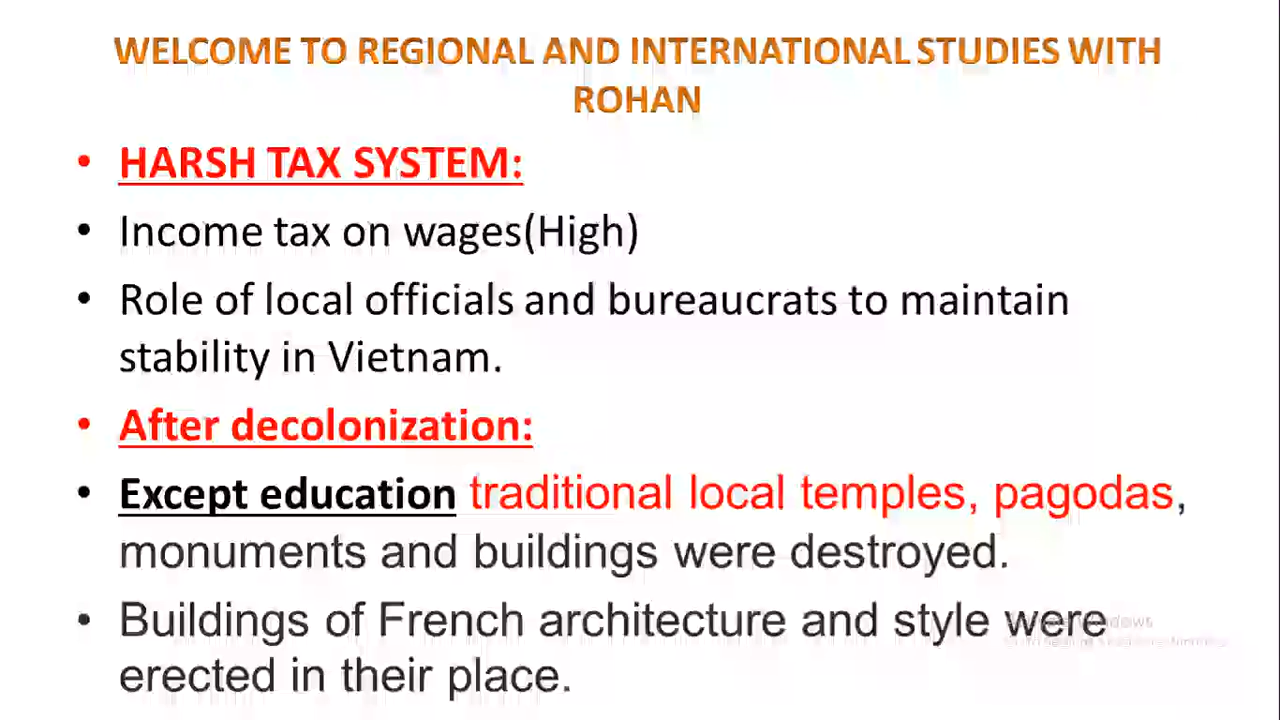 WELCOME TO REGIONAL AND INTERNATIONAL STUDIES WITH
ROHAN
• HARSH TAX SYSTEM:
• Income tax on wages(High)
• Role of local officials and bureaucrats to maintain
stability in Vietnam.
• After decolonization:
• Except education traditional local temples, pagodas,
monuments and buildings were destroyed.
• Buildings of French architecture and style were
erected in their place.